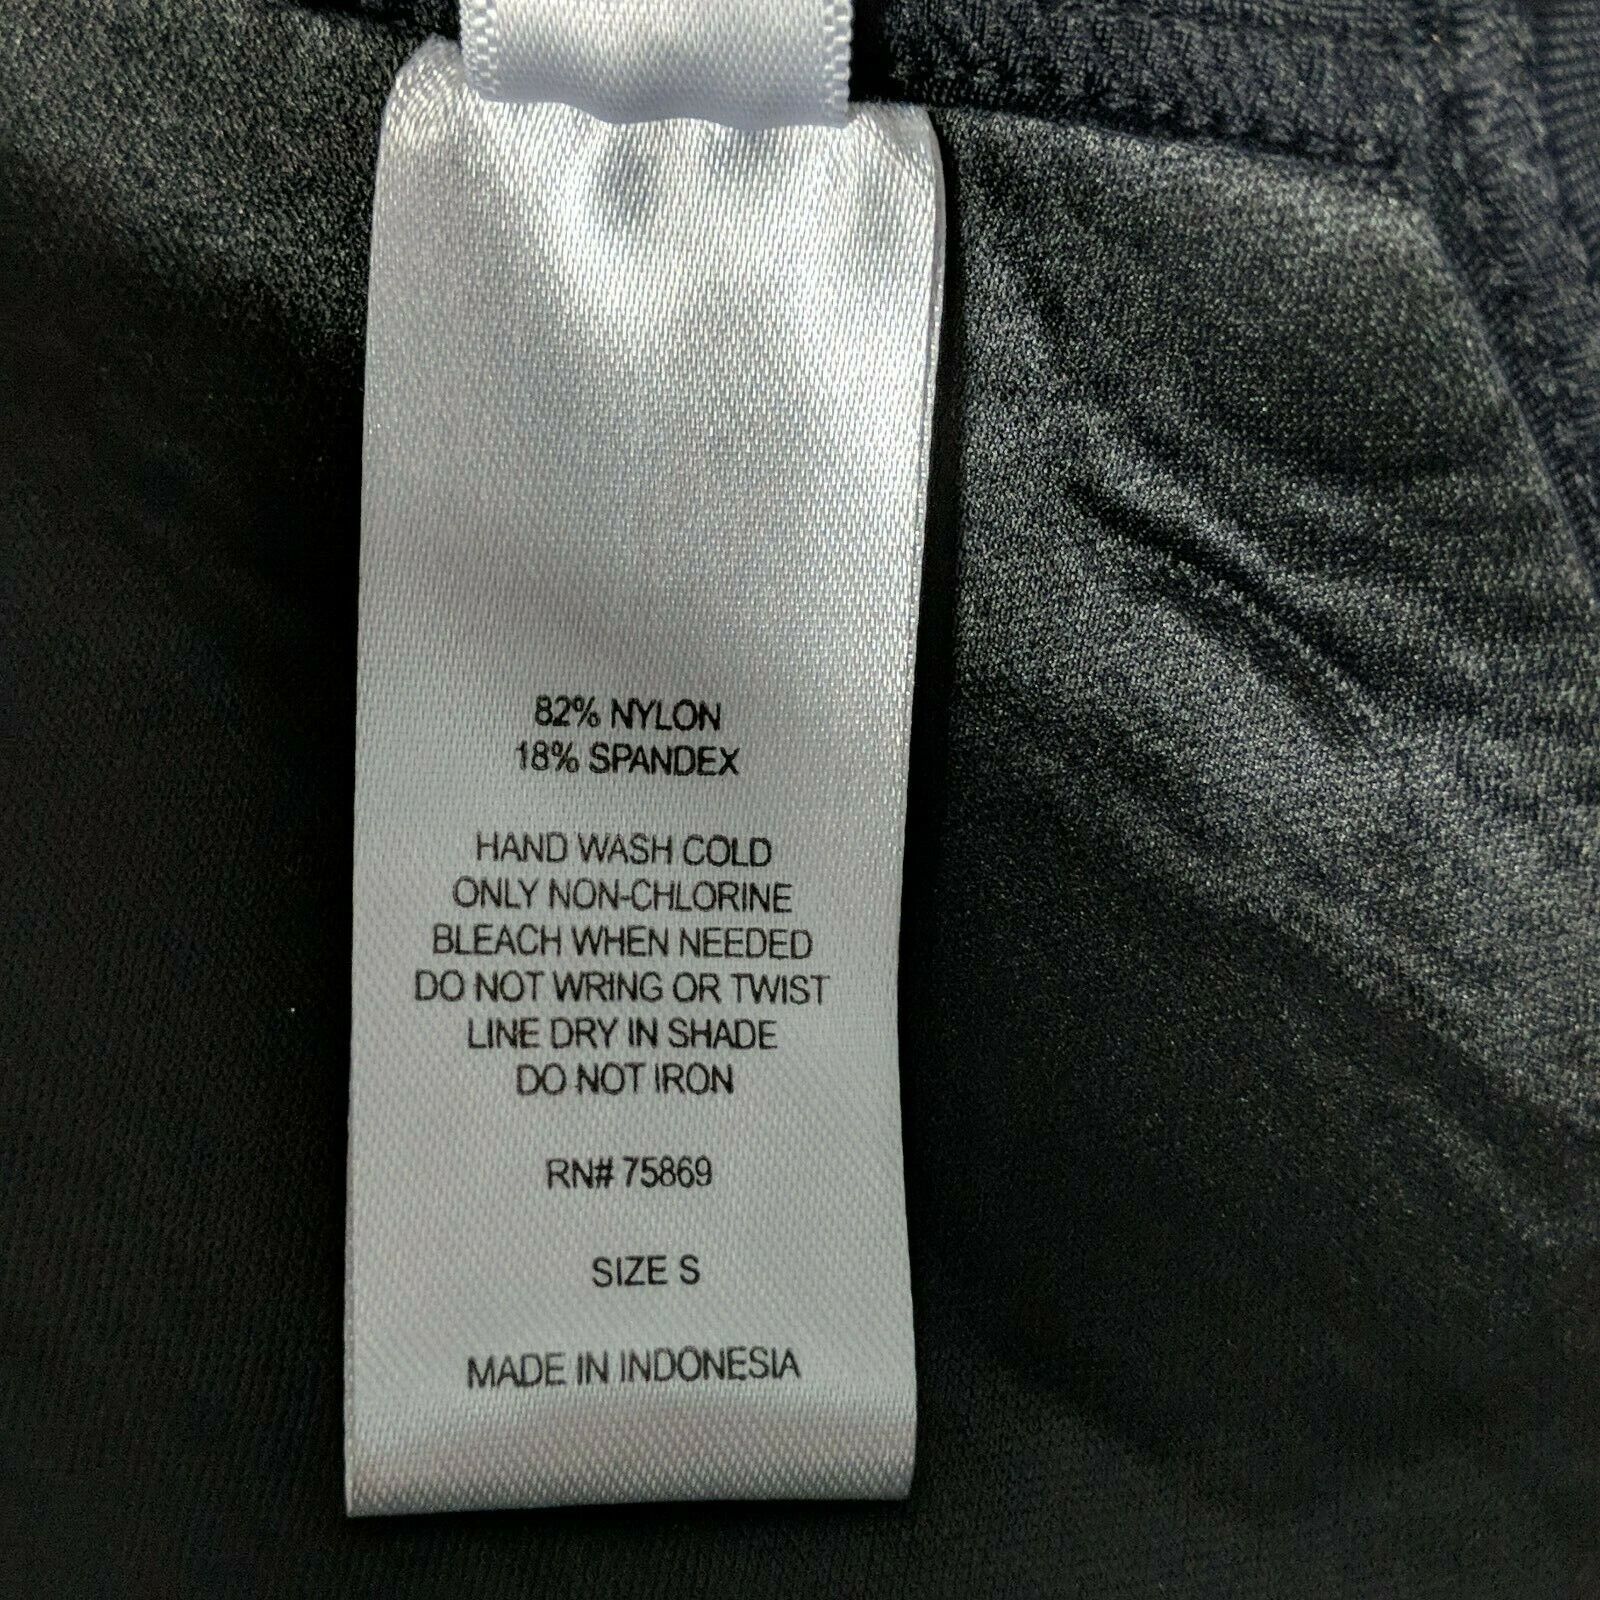 82% NYLON
18% SPANDEX
HAND WASH COLD
ONLY NON-CHLORINE
BLEACH WHEN NEEDED
DO NOT WRING OR TWIST
LINE DRY IN SHADE
DO NOT IRON
RN# 75869
SIZE S
MADE IN INDONESIA